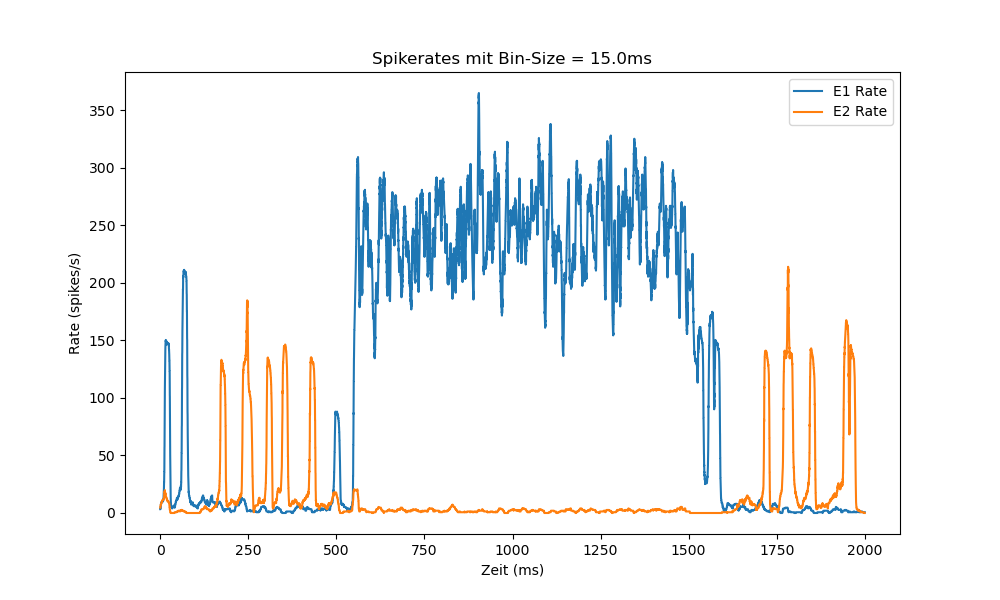 Spikerates mit Bin-Size = 15.0ms
E1 Rate
E2 Rate
350
300
250
200
150
100
50
0
Rate (spikes/s)
0 250 500 750 1000 1250 1500 1750 2000
Zeit (ms)